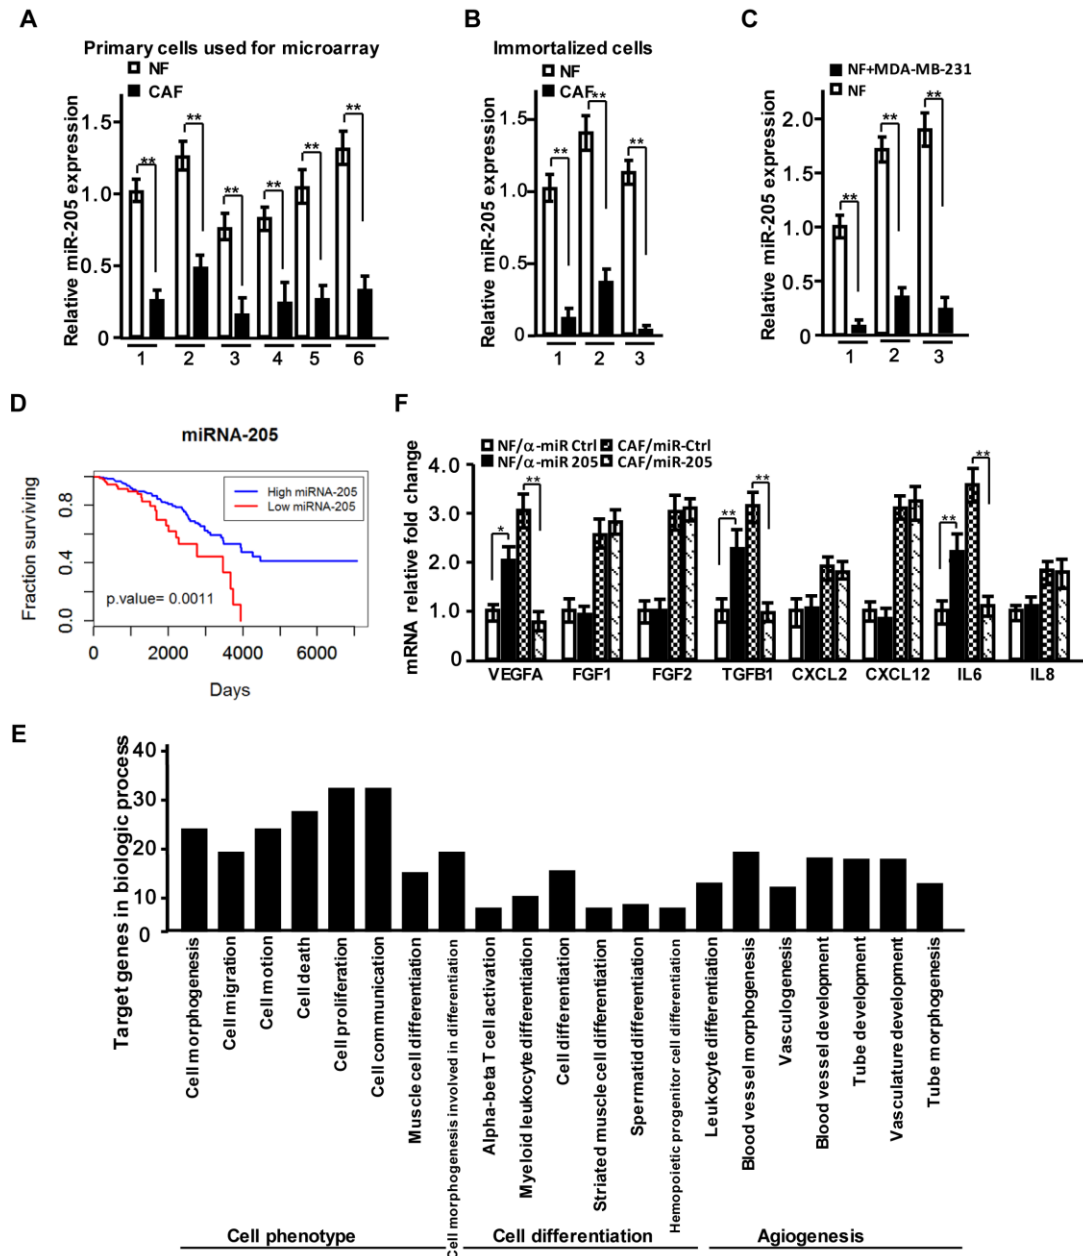 A
Primary cells used for microarray
NF
CAF
Relative miR-205 expression
1.5
1.0
0.5
0
**
**
**
**
**
**
1 2 3 4 5 6
B
Immortalized cells
NF
CAF
Relative miR-205 expression
1.5
1.0
0.5
0
**
**
**
1 2 3
C
NF+MDA-MB-231
NF
Relative miR-205 expression
2.0
1.5
1.0
0.5
0.0
**
**
**
1 2 3
D
miRNA-205
High miRNA-205
Low miRNA-205
Fraction surviving
0.8
0.4
0.0
p.value= 0.0011
0 2000 4000 6000
Days
F
NF/α-miR Ctrl CAF/miR-Ctrl
NF/α-miR 205 CAF/miR-205
mRNA relative fold change
4.0
3.0
2.0
1.0
0
*
**
**
**
**
**
VEGFA FGF1 FGF2 TGFB1 CXCL2 CXCL12 IL6 IL8
E
Target genes in biologic process
40
30
20
10
0
Cell morphogenesis
Cell migration
Cell motion
Cell death
Cell proliferation
Cell communication
Muscle cell differentiation
Cell morphogenesis involved in differentiation
Alpha-beta T cell activation
Myeloid leukocyte differentiation
Cell differentiation
Striated muscle cell differentiation
Spermatid differentiation
Hemopoietic progenitor cell differentiation
Leukocyte differentiation
Blood vessel morphogenesis
Vasculogenesis
Blood vessel development
Tube development
Vasculature development
Tube morphogenesis
Cell phenotype
Cell differentiation
Agiogenesis